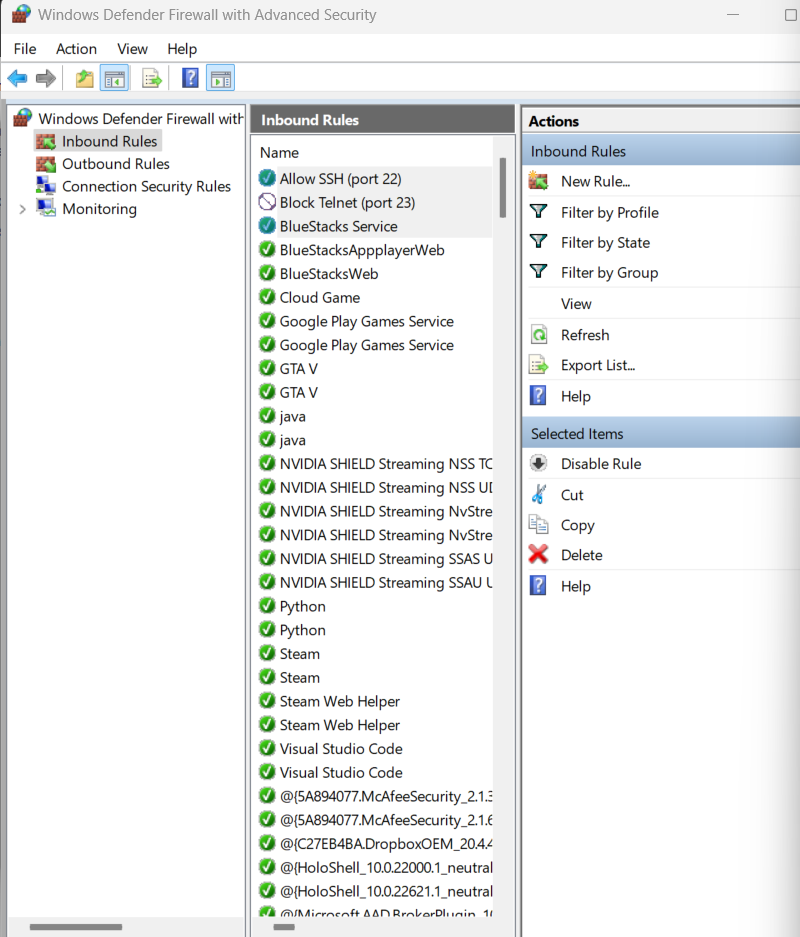 Windows Defender Firewall with Advanced Security
File Action View Help
Windows Defender Firewall with
Inbound Rules
Outbound Rules
Connection Security Rules
Monitoring
Inbound Rules
Name
Allow SSH (port 22)
Block Telnet (port 23)
BlueStacks Service
BlueStacksAppplayerWeb
BlueStacksWeb
Cloud Game
Google Play Games Service
Google Play Games Service
GTA V
GTA V
java
java
NVIDIA SHIELD Streaming NSS TC
NVIDIA SHIELD Streaming NSS UD
NVIDIA SHIELD Streaming NvStre
NVIDIA SHIELD Streaming NvStre
NVIDIA SHIELD Streaming SSAS U
NVIDIA SHIELD Streaming SSAU U
Python
Python
Steam
Steam
Steam Web Helper
Steam Web Helper
Visual Studio Code
Visual Studio Code
@{5A894077.McAfeeSecurity_2.1.3
@{5A894077.McAfeeSecurity_2.1.6
@{C27EB4BA.DropboxOEM_20.4.4
@{HoloShell_10.0.22000.1_neutral
@{HoloShell_10.0.22621.1_neutral
@{Microsoft.AAD.BrokerPlugin_10
Actions
Inbound Rules
New Rule...
Filter by Profile
Filter by State
Filter by Group
View
Refresh
Export List...
Help
Selected Items
Disable Rule
Cut
Copy
Delete
Help